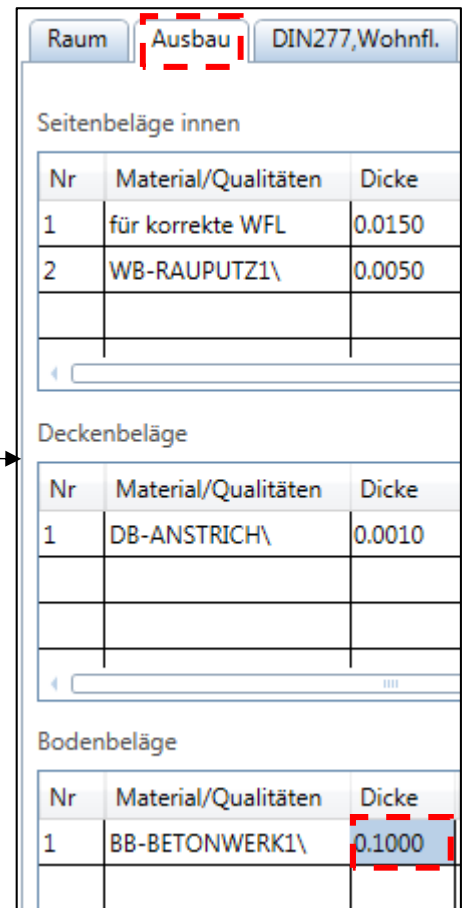 Raum Ausbau DIN277,Wohnfl.
Seitenbeläge innen
Nr Material/Qualitäten Dicke
1 für korrekte WFL 0.0150
2 WB-RAUPUTZ1\ 0.0050
Deckenbeläge
Nr Material/Qualitäten Dicke
1 DB-ANSTRICH\ 0.0010
Bodenbeläge
Nr Material/Qualitäten Dicke
1 BB-BETONWERK1\ 0.1000